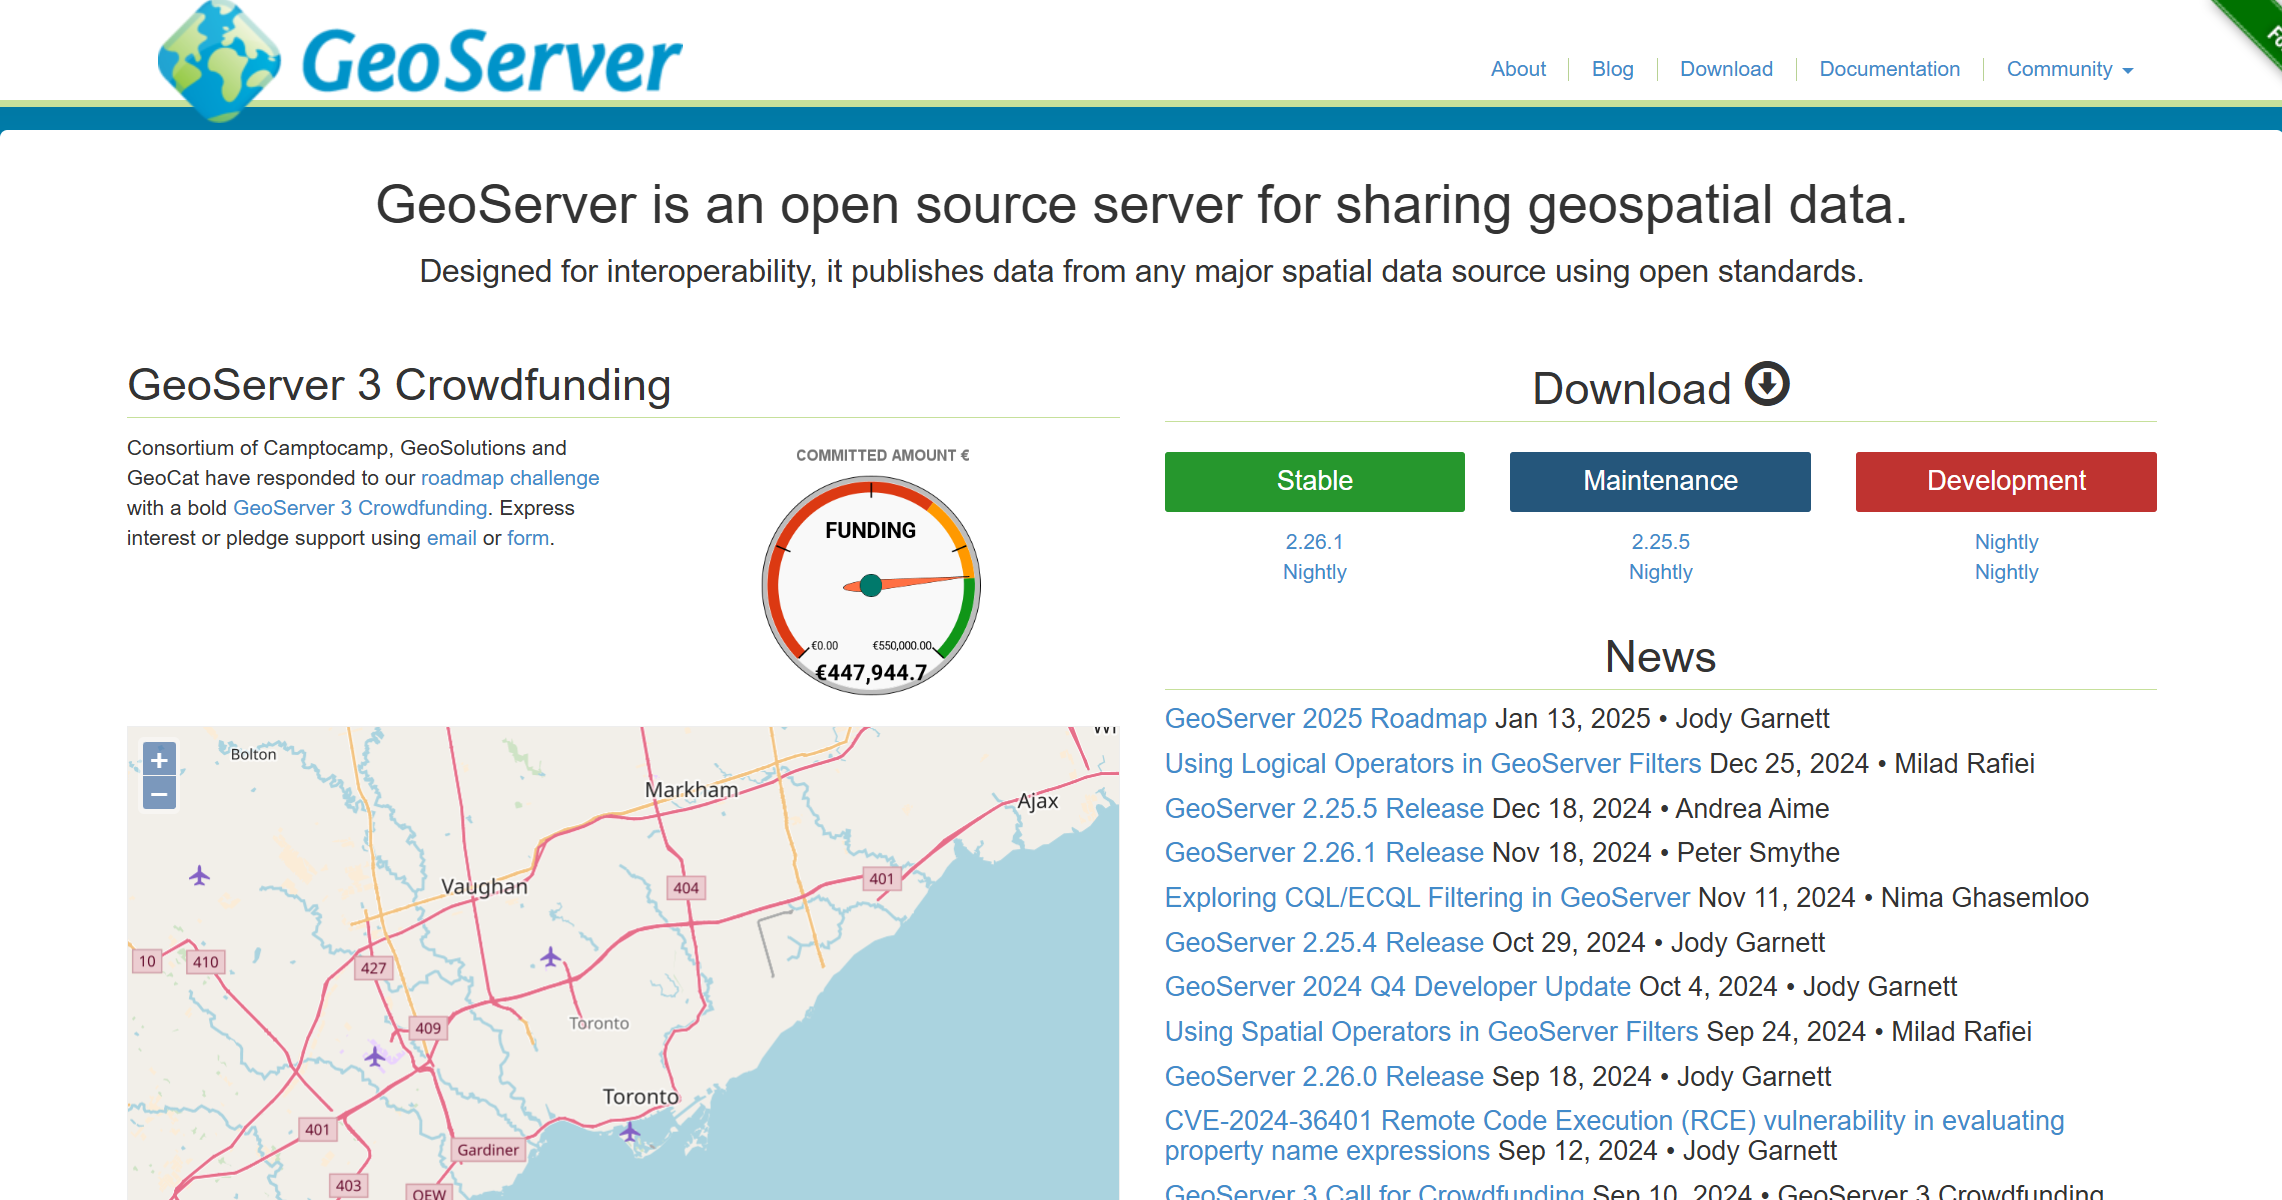 GeoServer
About
Blog
Download
Documentation
Community
GeoServer is an open source server for sharing geospatial data.
Designed for interoperability, it publishes data from any major spatial data source using open standards.
GeoServer 3 Crowdfunding
Consortium of Camptocamp, GeoSolutions and
GeoCat have responded to our roadmap challenge
with a bold GeoServer 3 Crowdfunding. Express
interest or pledge support using email or form.
COMMITTED AMOUNT €
FUNDING
€0.00
€550,000.00
€447,944.7
+
−
Bolton
Markham
Ajax
Vaughan
404
401
10
410
427
409
Toronto
Toronto
401
Gardiner
403
QEW
Download
Stable
Maintenance
Development
2.26.1
2.25.5
Nightly
Nightly
Nightly
Nightly
News
GeoServer 2025 Roadmap Jan 13, 2025 • Jody Garnett
Using Logical Operators in GeoServer Filters Dec 25, 2024 • Milad Rafiei
GeoServer 2.25.5 Release Dec 18, 2024 • Andrea Aime
GeoServer 2.26.1 Release Nov 18, 2024 • Peter Smythe
Exploring CQL/ECQL Filtering in GeoServer Nov 11, 2024 • Nima Ghasemloo
GeoServer 2.25.4 Release Oct 29, 2024 • Jody Garnett
GeoServer 2024 Q4 Developer Update Oct 4, 2024 • Jody Garnett
Using Spatial Operators in GeoServer Filters Sep 24, 2024 • Milad Rafiei
GeoServer 2.26.0 Release Sep 18, 2024 • Jody Garnett
CVE-2024-36401 Remote Code Execution (RCE) vulnerability in evaluating
property name expressions Sep 12, 2024 • Jody Garnett
GeoServer 3 Call for Crowdfunding Sep 10, 2024 • GeoServer 3 Crowdfunding